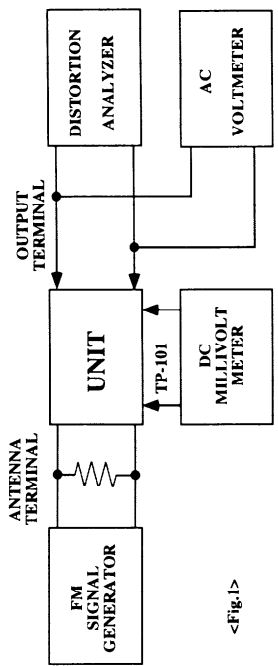 FM
SIGNAL
GENERATOR
ANTENNA
TERMINAL
UNIT
OUTPUT
TERMINAL
DISTORTION
ANALYZER
TP-101
DC
MILLIVOLT
METER
AC
VOLTMETER
<Fig.1>